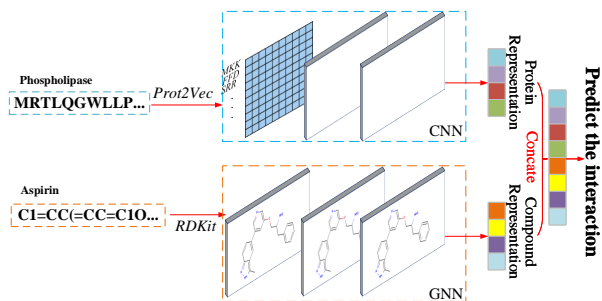 Phospholipase
MRTLQGWLLP...
Prot2Vec
MKK
FFD
SRR
.
.
.
CNN
Protein
Representation
Aspirin
C1=CC(=CC=C1O...
RDKit
GNN
Compound
Representation
Concate
Predict the interaction